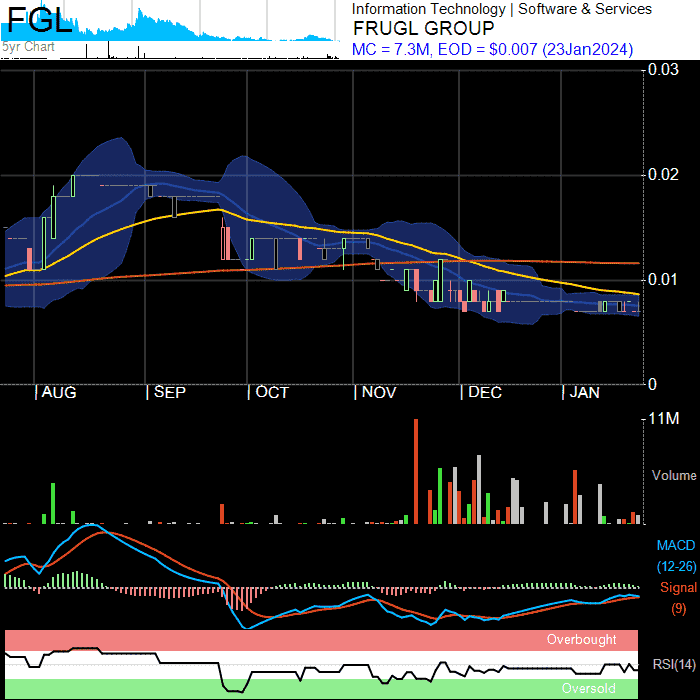 FGL
5yr Chart
Information Technology | Software & Services
FRUGL GROUP
MC = 7.3M, EOD = $0.007 (23Jan2024)
0.03
0.02
0.01
0
| AUG | SEP | OCT | NOV | DEC | JAN
11M
Volume
MACD
(12-26)
Signal
(9)
Overbought
RSI(14)
Oversold